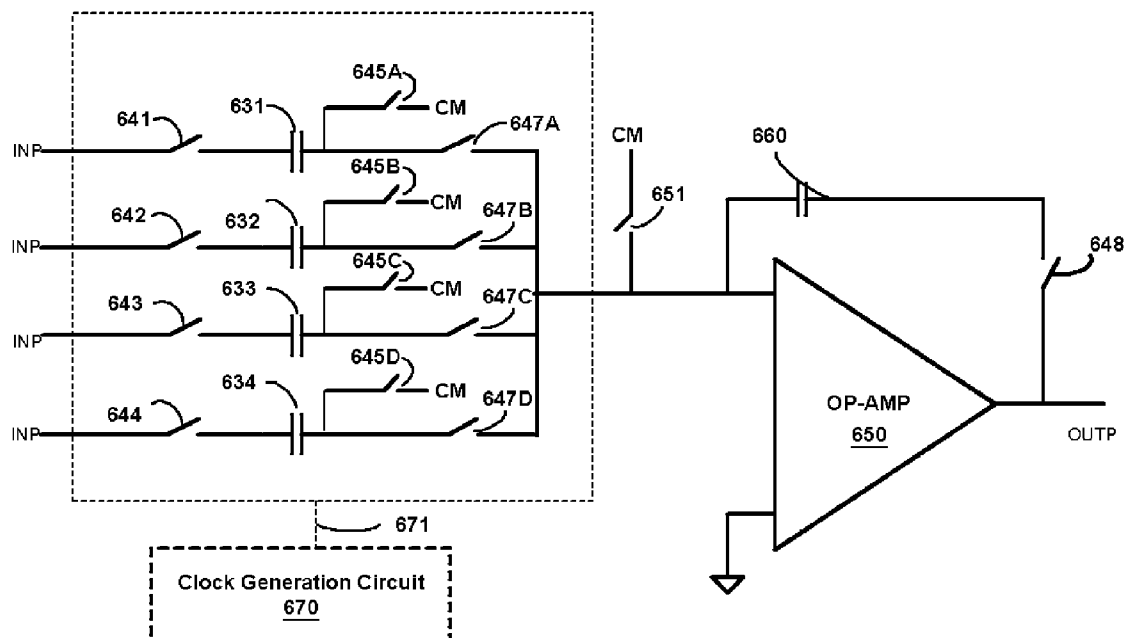 645A
631
CM
641
647A
INP
CM
660
645B
CM
642
632
647B
651
INP
645C
648
633
CM
643
647C
INP
645D
634
CM
644
647D
OP-AMP
650
INP
OUTP
671
Clock Generation Circuit
670